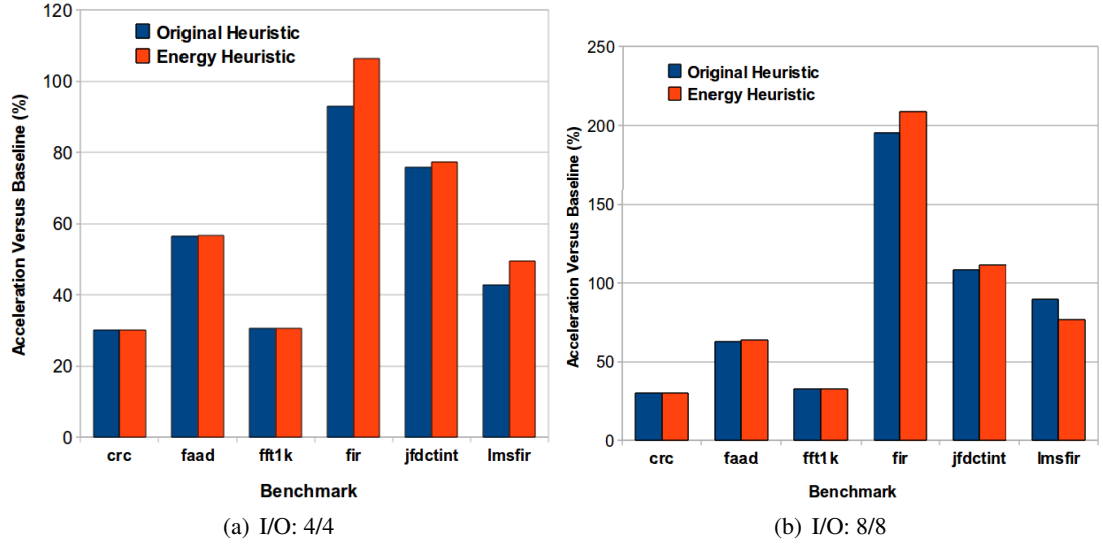 120
100
80
60
40
20
0
Acceleration Versus Baseline (%)
Original Heuristic
Energy Heuristic
crc faad fft1k fir jfdctint lmsfir
Benchmark
(a) I/O: 4/4
250
200
150
100
50
0
Acceleration Versus Baseline (%)
Original Heuristic
Energy Heuristic
crc faad fft1k fir jfdctint lmsfir
Benchmark
(b) I/O: 8/8